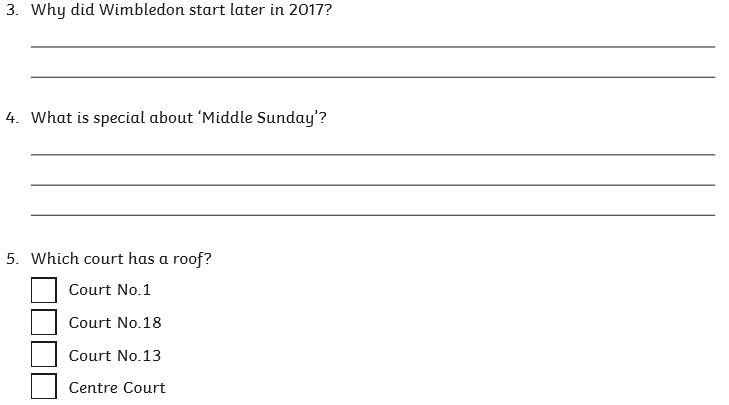 3. Why did Wimbledon start later in 2017?
4. What is special about ‘Middle Sunday’?
5. Which court has a roof?
Court No.1
Court No.18
Court No.13
Centre Court